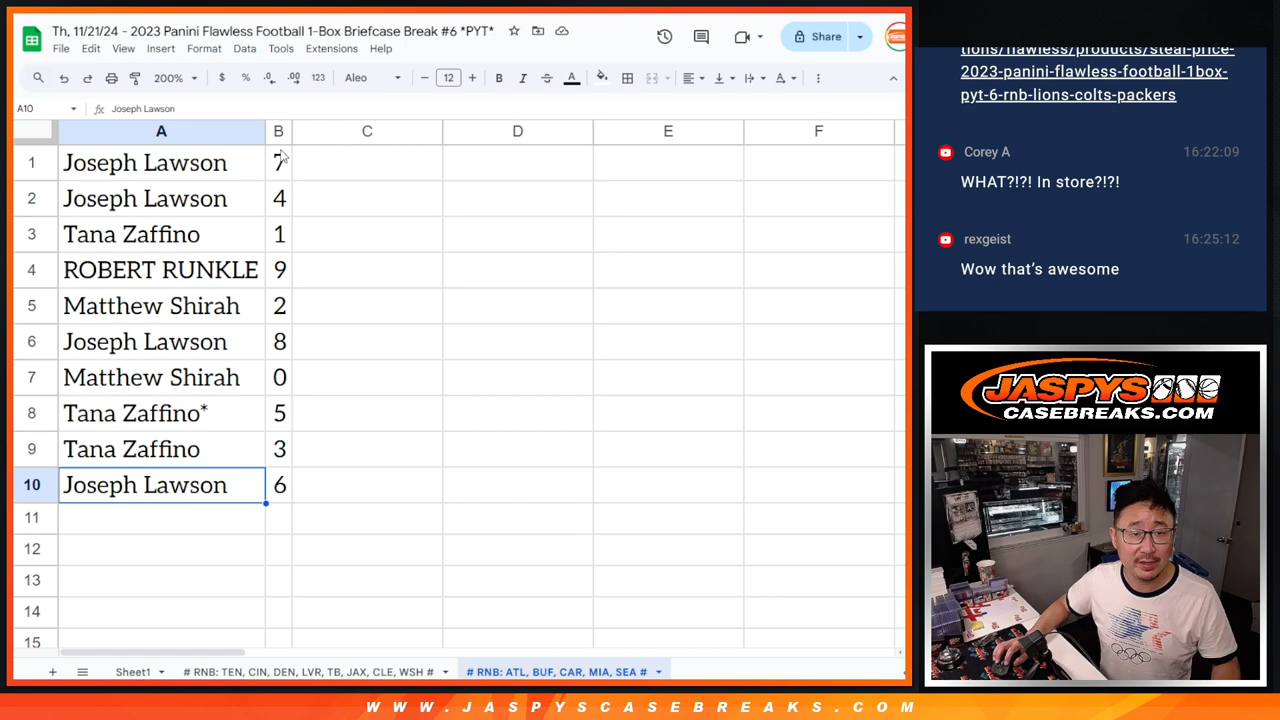 Th, 11/21/24 - 2023 Panini Flawless Football 1-Box Briefcase Break #6 *PYT*
File Edit View Insert Format Data Tools Extensions Help
Share
200% $ % .0 .00 123 Aleo 12 B I A
A10 fx Joseph Lawson
A B C D E F
1 Joseph Lawson 7
2 Joseph Lawson 4
3 Tana Zaffino 1
4 ROBERT RUNKLE 9
5 Matthew Shirah 2
6 Joseph Lawson 8
7 Matthew Shirah 0
8 Tana Zaffino* 5
9 Tana Zaffino 3
10 Joseph Lawson 6
11
12
13
14
15
Sheet1 # RNB: TEN, CIN, DEN, LVR, TB, JAX, CLE, WSH # # RNB: ATL, BUF, CAR, MIA, SEA #
tions/flawless/products/steal-price-
2023-panini-flawless-football-1box-
pyt-6-rnb-lions-colts-packers
Corey A 16:22:09
WHAT?!?! In store?!?!
rexgeist 16:25:12
Wow that's awesome
JASPYS
CASEBREAKS.COM
WWW.JASPYSCASEBREAKS.COM